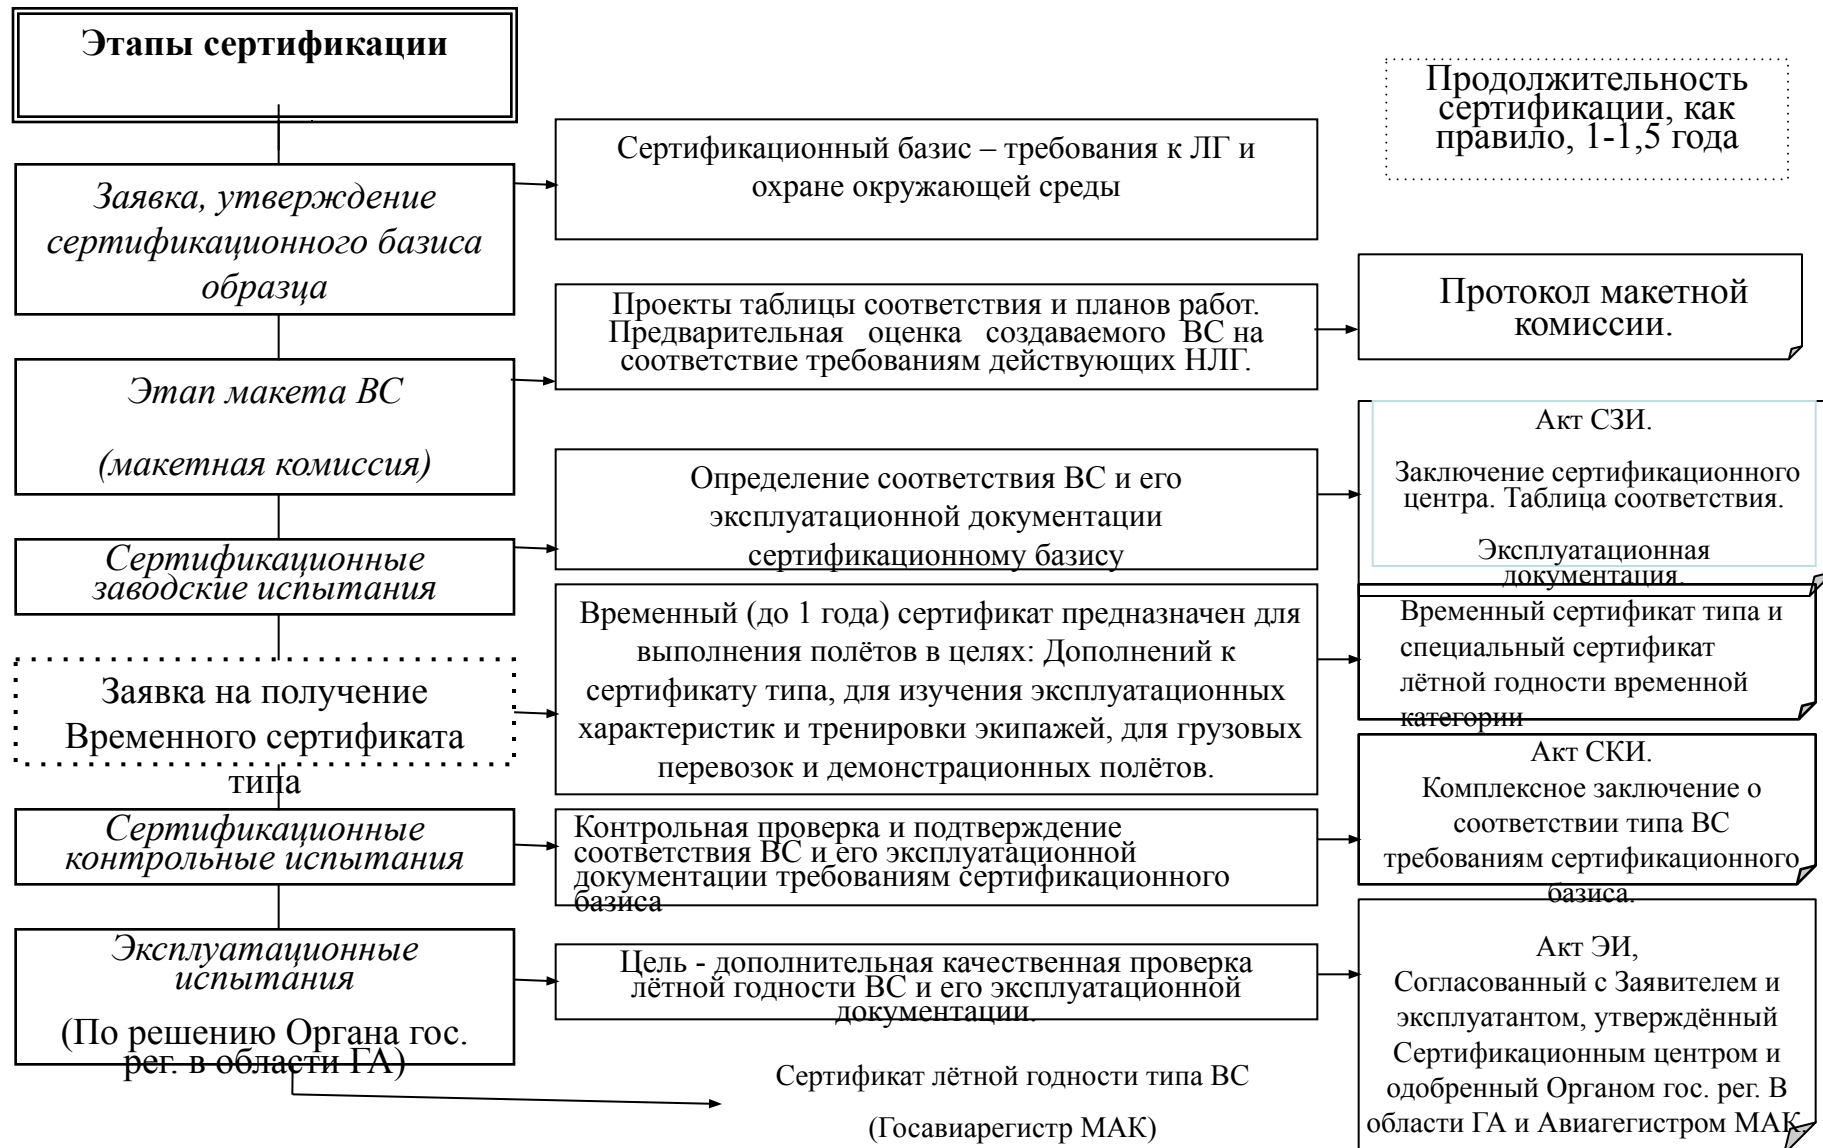 Этапы сертификации
Продолжительность
сертификации, как
правило, 1-1,5 года
Заявка, утверждение
сертификационного базиса
образца
Сертификационный базис – требования к ЛГ и
охране окружающей среды
Этап макета ВС
(макетная комиссия)
Проекты таблицы соответствия и планов работ.
Предварительная оценка создаваемого ВС на
соответствие требованиям действующих НЛГ.
Протокол макетной
комиссии.
Сертификационные
заводские испытания
Определение соответствия ВС и его
эксплуатационной документации
сертификационному базису
Акт СЗИ.
Заключение сертификационного
центра. Таблица соответствия.
Эксплуатационная
документация.
Заявка на получение
Временного сертификата
типа
Временный (до 1 года) сертификат предназначен для
выполнения полётов в целях: Дополнений к
сертификату типа, для изучения эксплуатационных
характеристик и тренировки экипажей, для грузовых
перевозок и демонстрационных полётов.
Временный сертификат типа и
специальный сертификат
лётной годности временной
категории
Сертификационные
контрольные испытания
Контрольная проверка и подтверждение
соответствия ВС и его эксплуатационной
документации требованиям сертификационного
базиса
Акт СКИ.
Комплексное заключение о
соответствии типа ВС
требованиям сертификационного
базиса.
Эксплуатационные
испытания
(По решению Органа гос.
рег. в области ГА)
Цель - дополнительная качественная проверка
лётной годности ВС и его эксплуатационной
документации.
Акт ЭИ,
Согласованный с Заявителем и
эксплуатантом, утверждённый
Сертификационным центром и
одобренный Органом гос. рег. В
области ГА и Авиагегистром МАК.
Сертификат лётной годности типа ВС
(Госавиарегистр МАК)